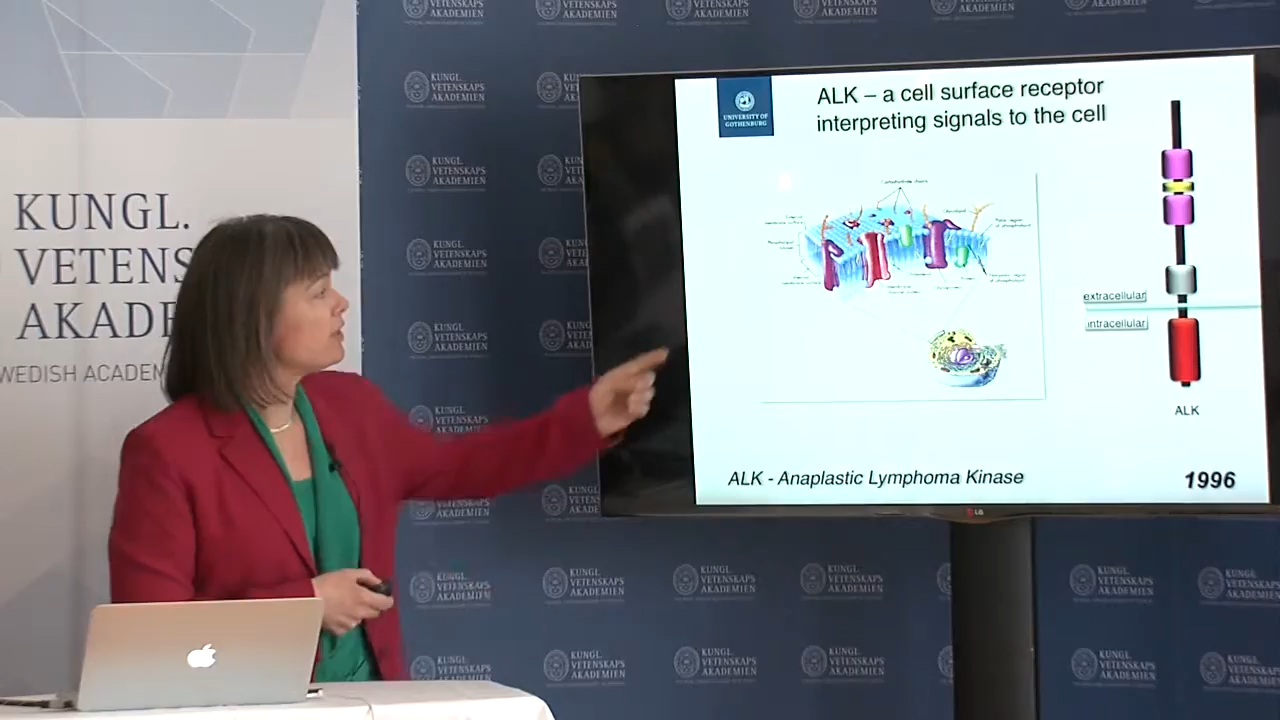 KUNGL.
VETENS
AKADE
WEDISH ACADEM
KUNGL.
VETENSKAPS
AKADEMIEN
UNIVERSITY OF
GOTHENBURG
ALK – a cell surface receptor
interpreting signals to the cell
extracellular
intracellular
ALK
ALK - Anaplastic Lymphoma Kinase
1996
LG